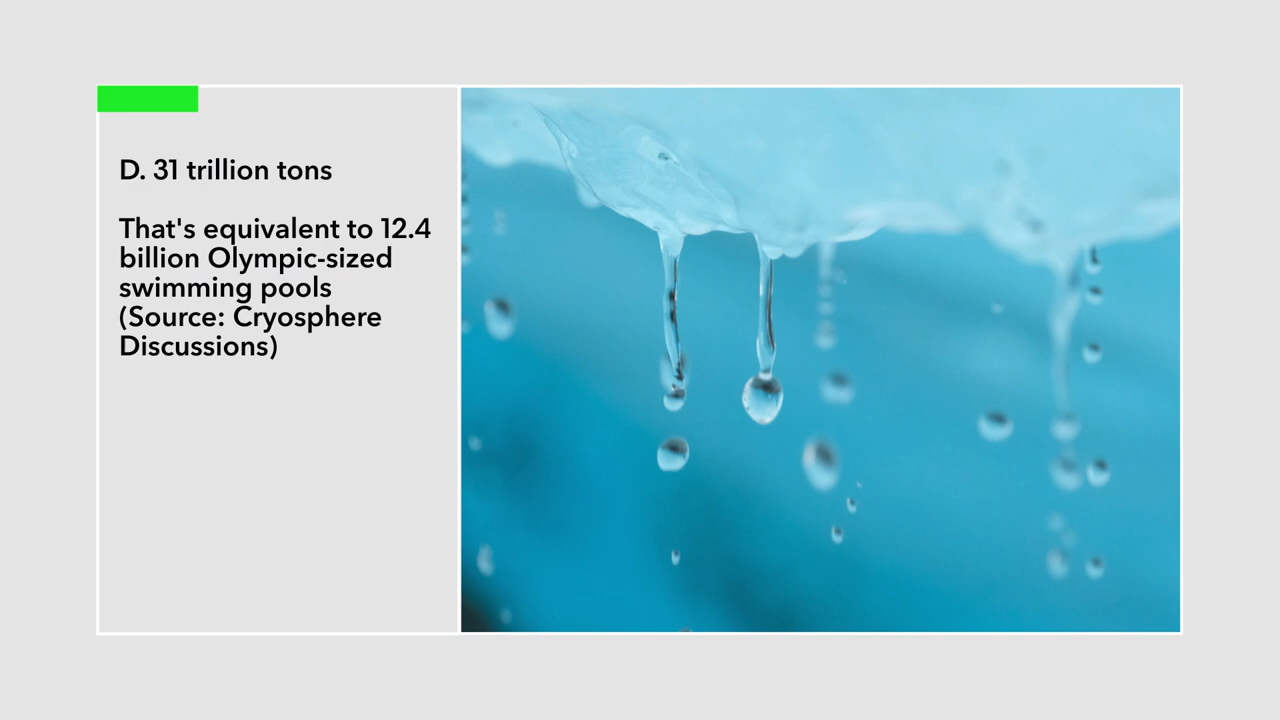 D. 31 trillion tons
That's equivalent to 12.4
billion Olympic-sized
swimming pools
(Source: Cryosphere
Discussions)